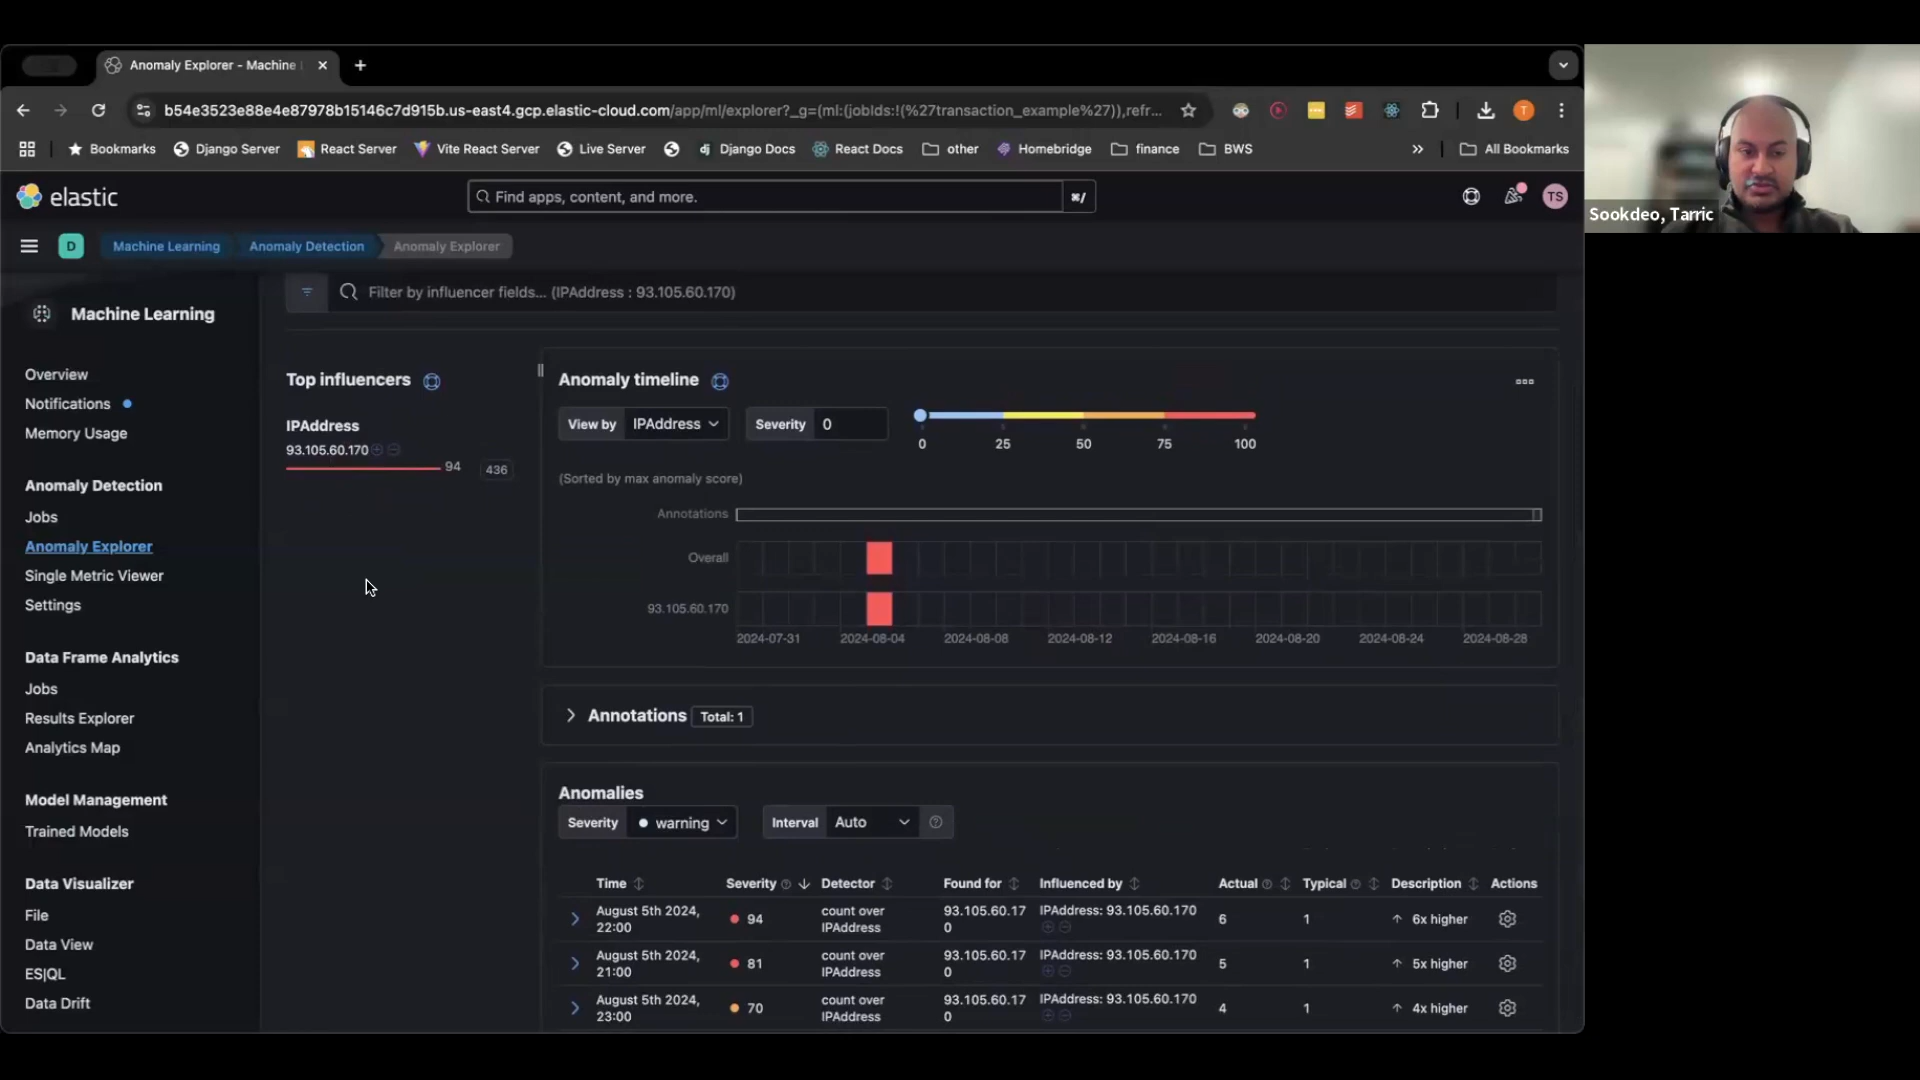 Anomaly Explorer - Machine
b54e3523e88e4e87978b15146c7d915b.us-east4.gcp.elastic-cloud.com/app/ml/explorer?_g=(ml:(jobIds:!(%27transaction_example%27)),refr...
T
Bookmarks
Django Server
React Server
Vite React Server
Live Server
dj Django Docs
React Docs
other
Homebridge
finance
BWS
»
All Bookmarks
elastic
Find apps, content, and more.
⌘/
TS
Sookdeo, Tarric
D
Machine Learning
Anomaly Detection
Anomaly Explorer
Machine Learning
Overview
Notifications
Memory Usage
Anomaly Detection
Jobs
Anomaly Explorer
Single Metric Viewer
Settings
Data Frame Analytics
Jobs
Results Explorer
Analytics Map
Model Management
Trained Models
Data Visualizer
File
Data View
ES|QL
Data Drift
Filter by influencer fields... (IPAddress : 93.105.60.170)
Top influencers
IPAddress
93.105.60.170
94 436
Anomaly timeline
View by IPAddress
Severity 0
0 25 50 75 100
(Sorted by max anomaly score)
Annotations
Overall
93.105.60.170
2024-07-31 2024-08-04 2024-08-08 2024-08-12 2024-08-16 2024-08-20 2024-08-24 2024-08-28
Annotations Total: 1
Anomalies
Severity warning
Interval Auto
Time Severity Detector Found for Influenced by Actual Typical Description Actions
August 5th 2024, 22:00 94 count over IPAddress 93.105.60.170 IPAddress: 93.105.60.170 6 1 ↑ 6x higher
August 5th 2024, 21:00 81 count over IPAddress 93.105.60.170 IPAddress: 93.105.60.170 5 1 ↑ 5x higher
August 5th 2024, 23:00 70 count over IPAddress 93.105.60.170 IPAddress: 93.105.60.170 4 1 ↑ 4x higher